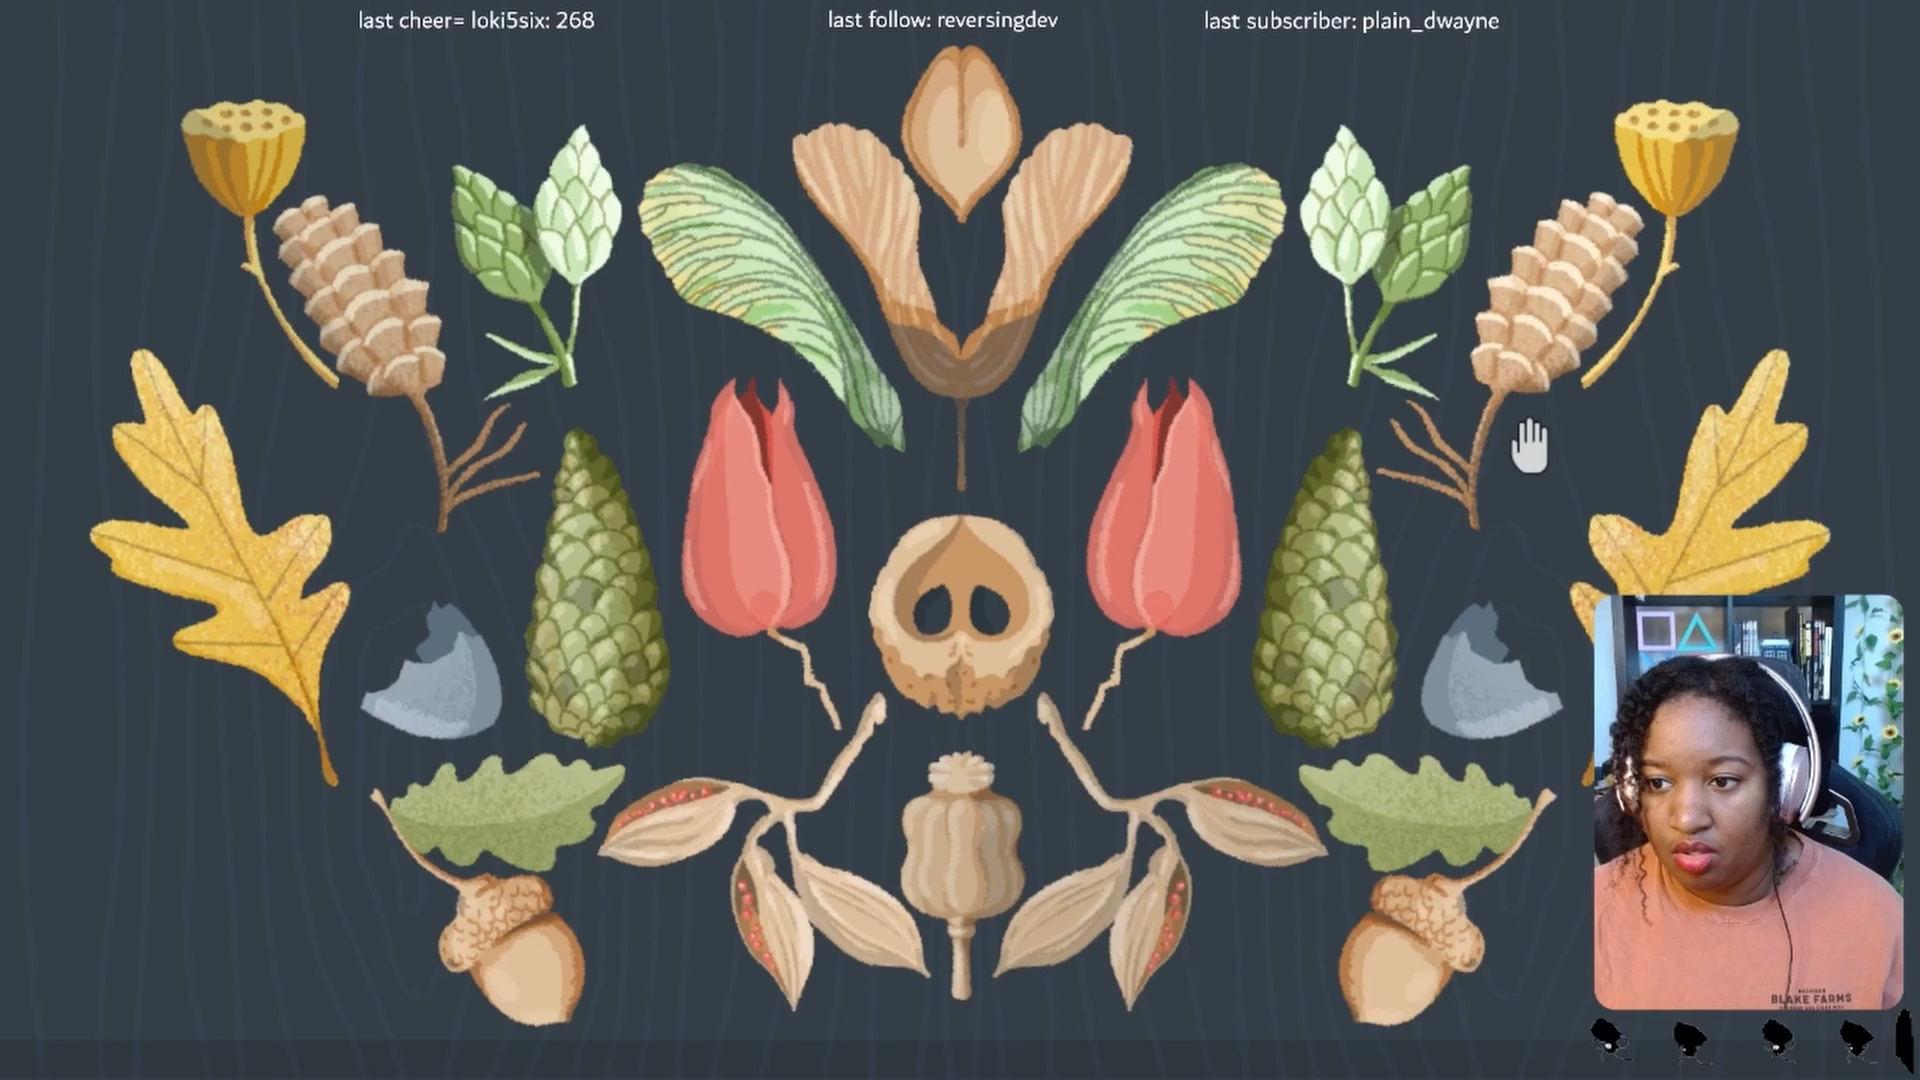 last cheer= loki5six: 268
last follow: reversingdev
last subscriber: plain_dwayne
BLAKE FARMS